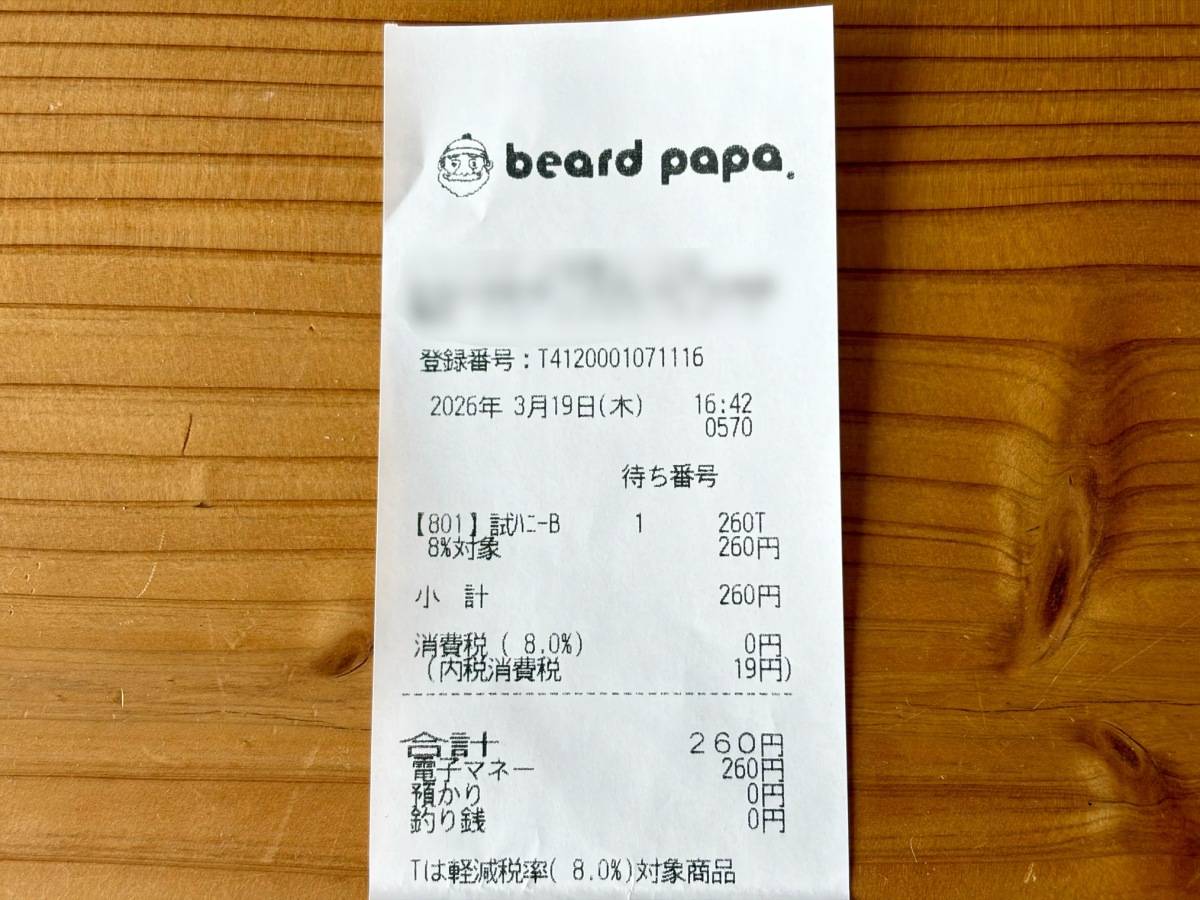 beard papa.
登録番号:T4120001071116
2026年 3月19日(木) 16:42
0570
待ち番号
【801】試ﾊﾆｰB 1 260T
8%対象 260円
小 計 260円
消費税 ( 8.0%) 0円
(内税消費税 19円)
合計 260円
電子マネー 260円
預かり 0円
釣り銭 0円
Tは軽減税率( 8.0%)対象商品